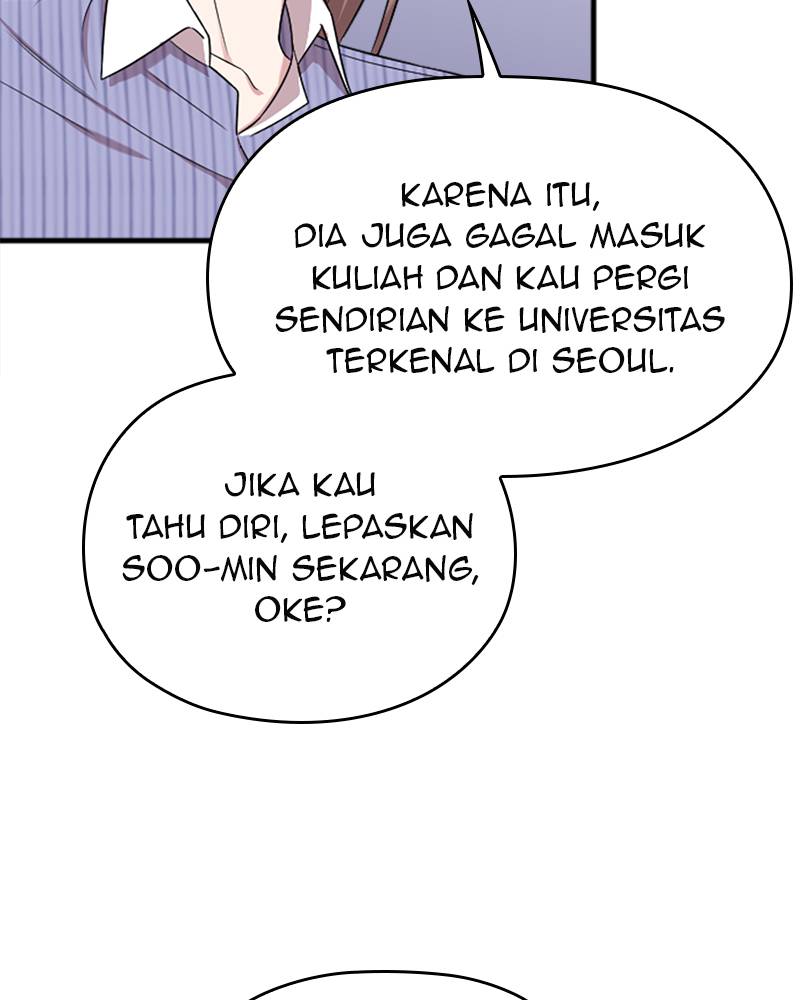 KARENA ITU,
DIA JUGA GAGAL MASUK
KULIAH DAN KAU PERGI
SENDIRIAN KE UNIVERSITAS
TERKENAL DI SEOUL.
JIKA KAU
TAHU DIRI, LEPASKAN
SOO-MIN SEKARANG,
OKE?